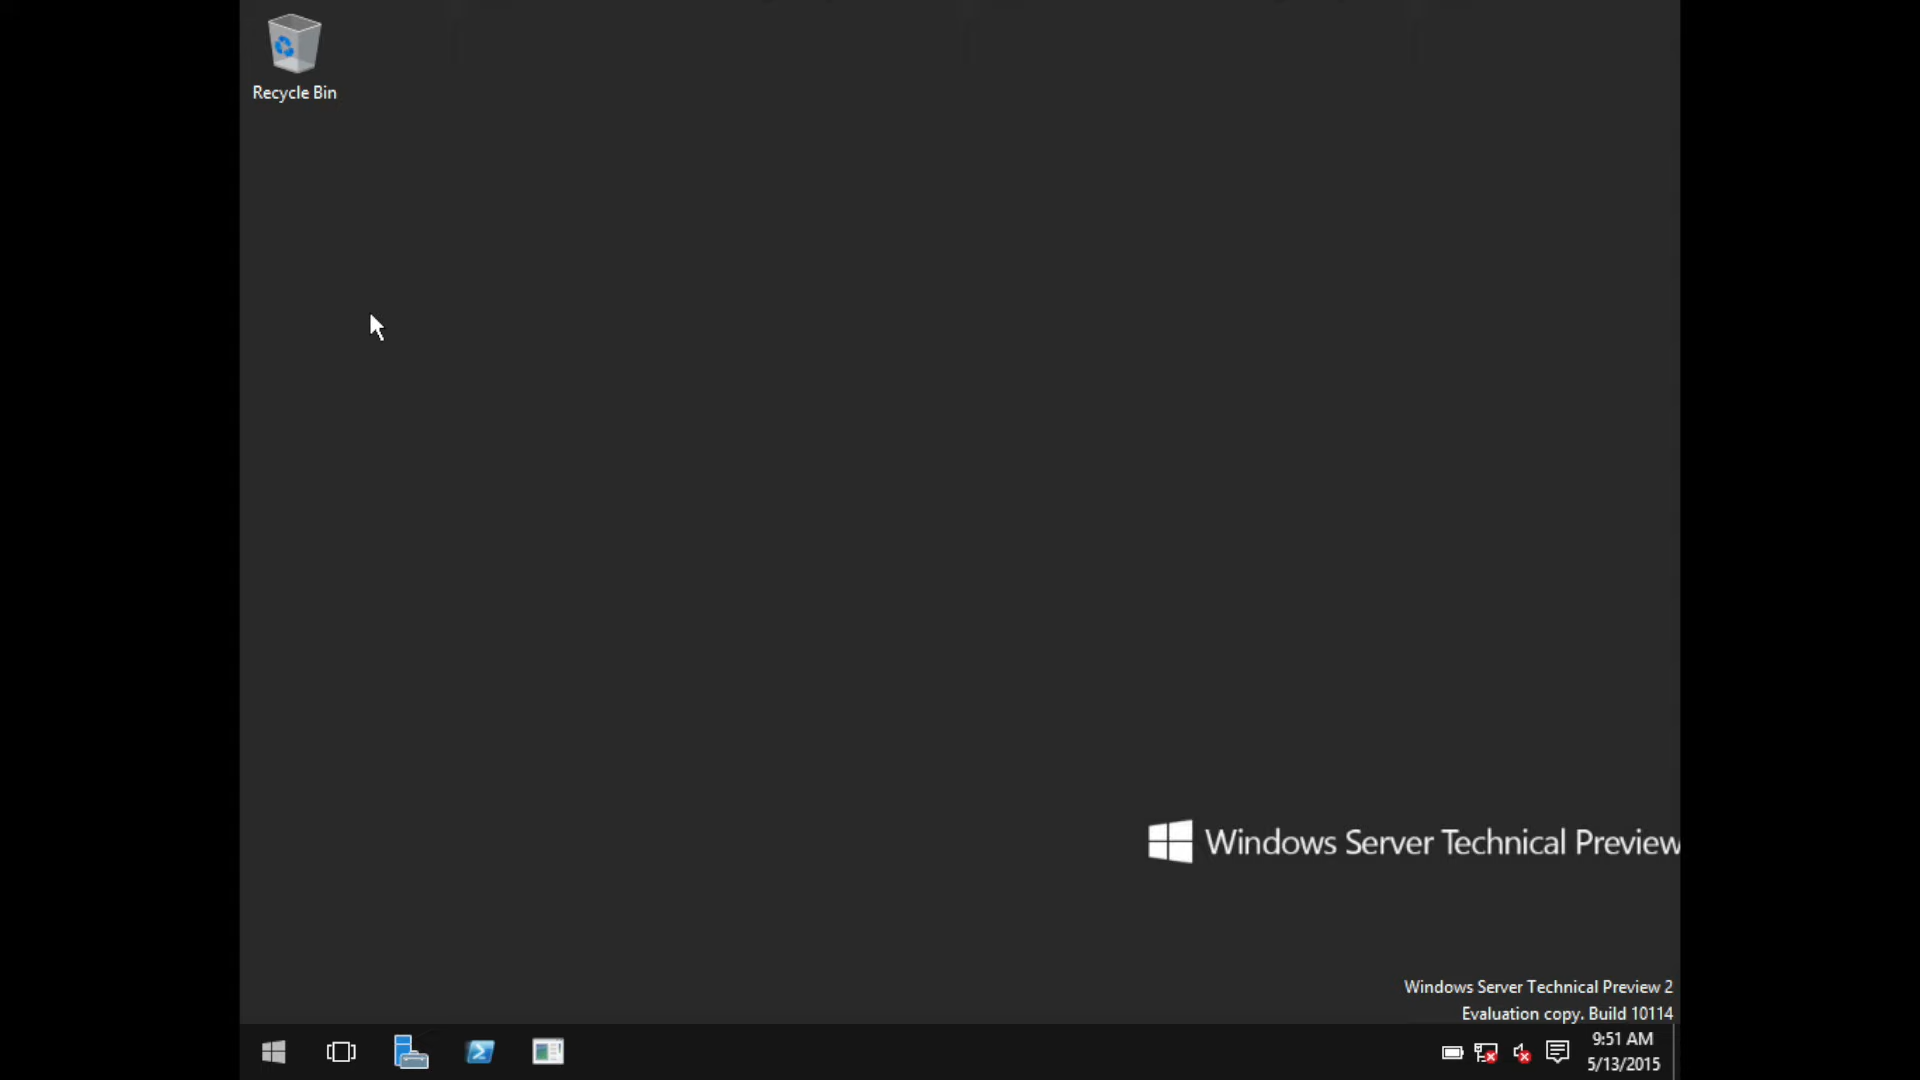 Recycle Bin
Windows Server Technical Preview
Windows Server Technical Preview 2
Evaluation copy. Build 10114
9:51 AM
5/13/2015